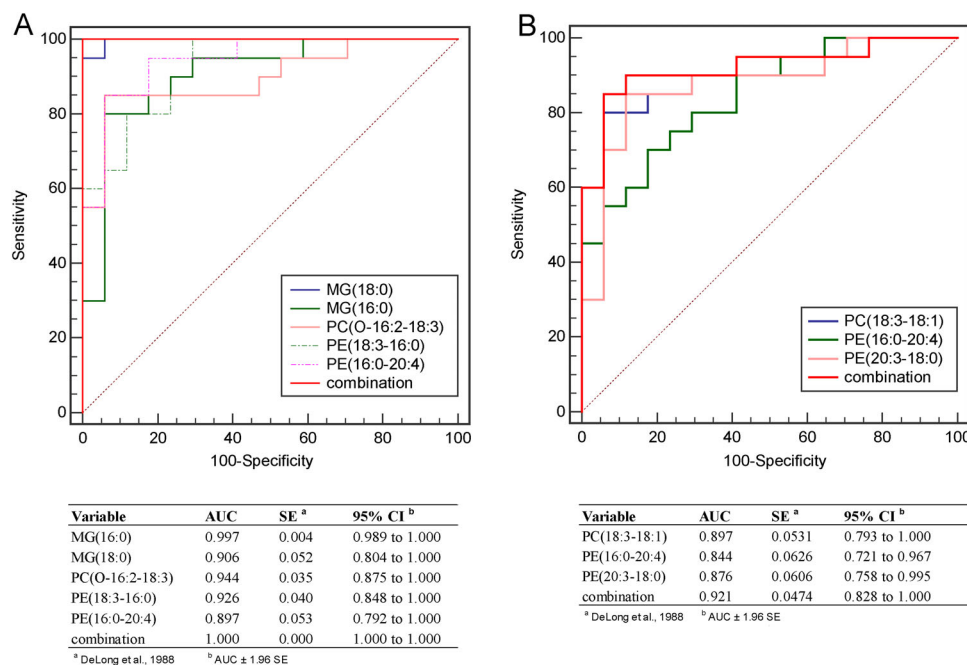 A
100
80
60
40
20
0
Sensitivity
MG(18:0)
MG(16:0)
PC(O-16:2-18:3)
PE(18:3-16:0)
PE(16:0-20:4)
combination
0 20 40 60 80 100
100-Specificity
Variable AUC SE a 95% CI b
MG(16:0) 0.997 0.004 0.989 to 1.000
MG(18:0) 0.906 0.052 0.804 to 1.000
PC(O-16:2-18:3) 0.944 0.035 0.875 to 1.000
PE(18:3-16:0) 0.926 0.040 0.848 to 1.000
PE(16:0-20:4) 0.897 0.053 0.792 to 1.000
combination 1.000 0.000 1.000 to 1.000
a DeLong et al., 1988 b AUC ± 1.96 SE
B
100
80
60
40
20
0
Sensitivity
PC(18:3-18:1)
PE(16:0-20:4)
PE(20:3-18:0)
combination
0 20 40 60 80 100
100-Specificity
Variable AUC SE a 95% CI b
PC(18:3-18:1) 0.897 0.0531 0.793 to 1.000
PE(16:0-20:4) 0.844 0.0626 0.721 to 0.967
PE(20:3-18:0) 0.876 0.0606 0.758 to 0.995
combination 0.921 0.0474 0.828 to 1.000
a DeLong et al., 1988 b AUC ± 1.96 SE